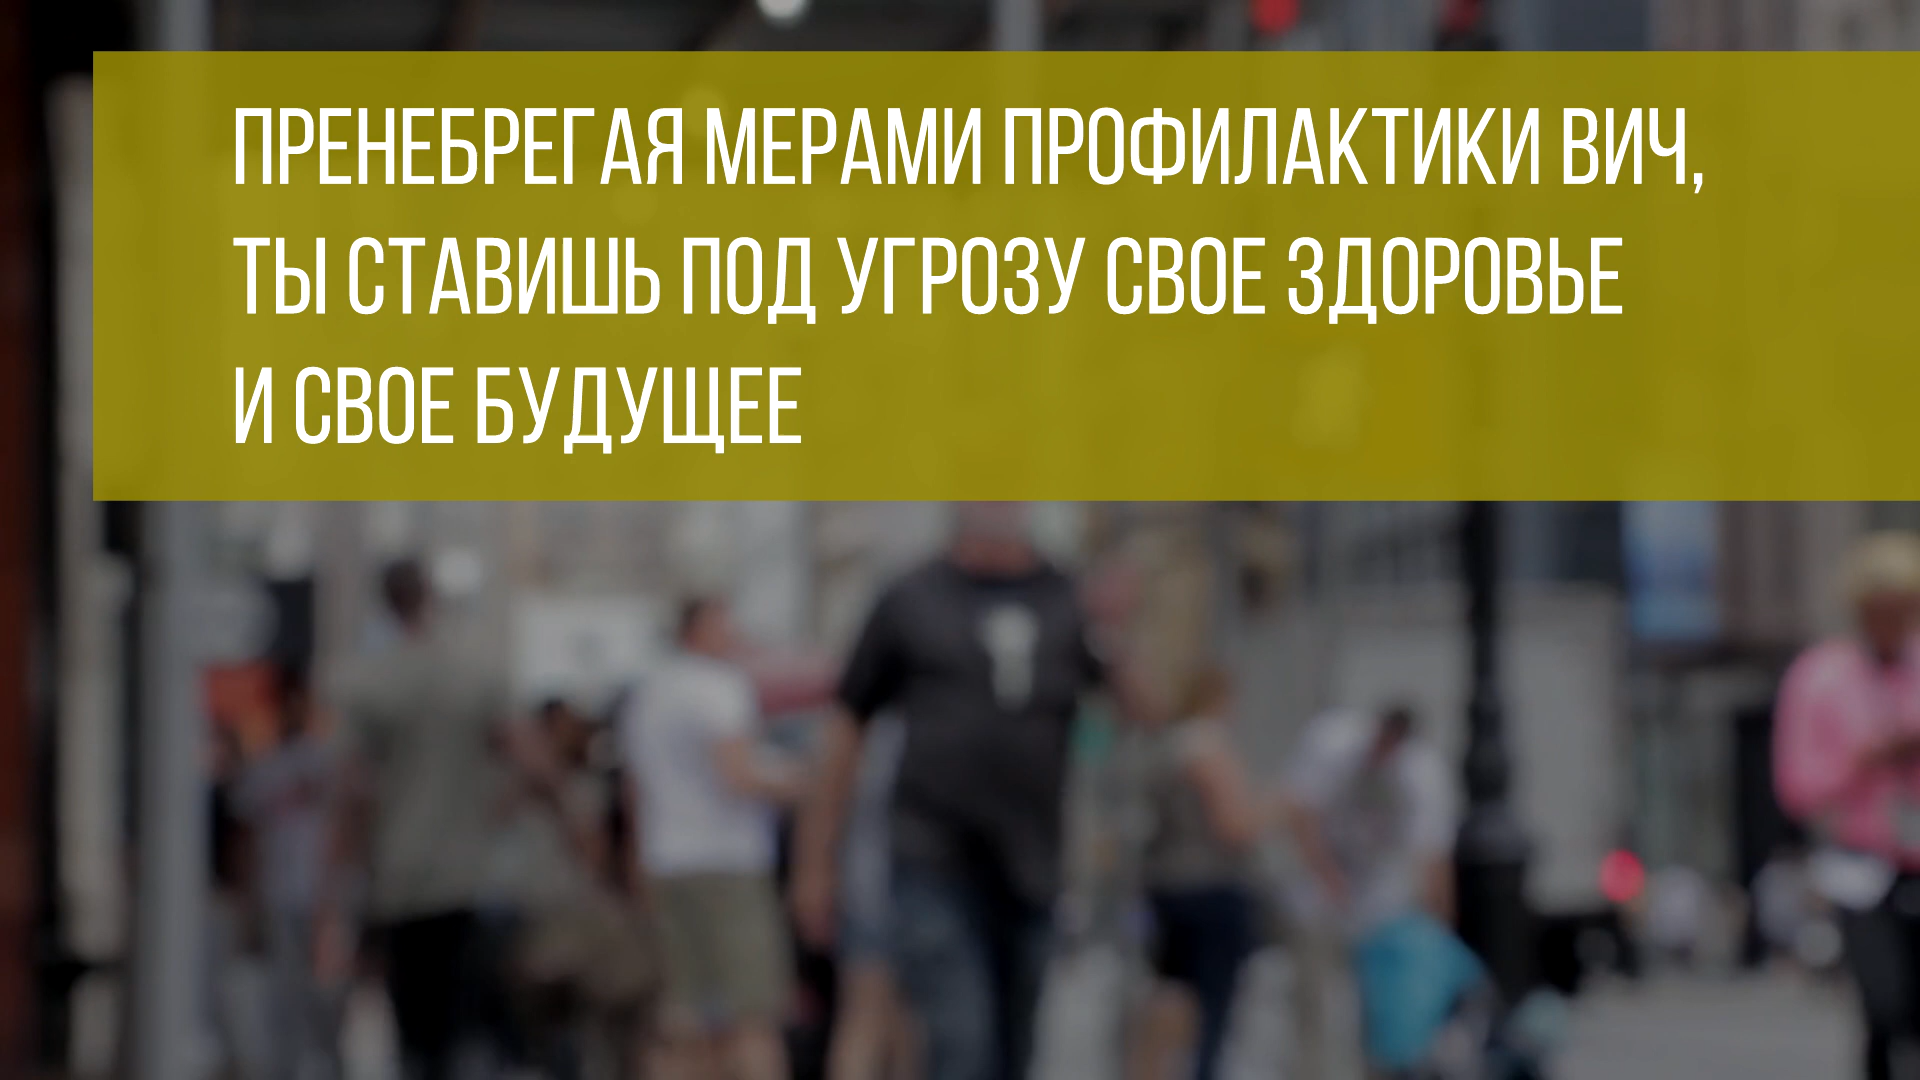 ПРЕНЕБРЕГАЯ МЕРАМИ ПРОФИЛАКТИКИ ВИЧ,
ТЫ СТАВИШЬ ПОД УГРОЗУ СВОЕ ЗДОРОВЬЕ
И СВОЕ БУДУЩЕЕ